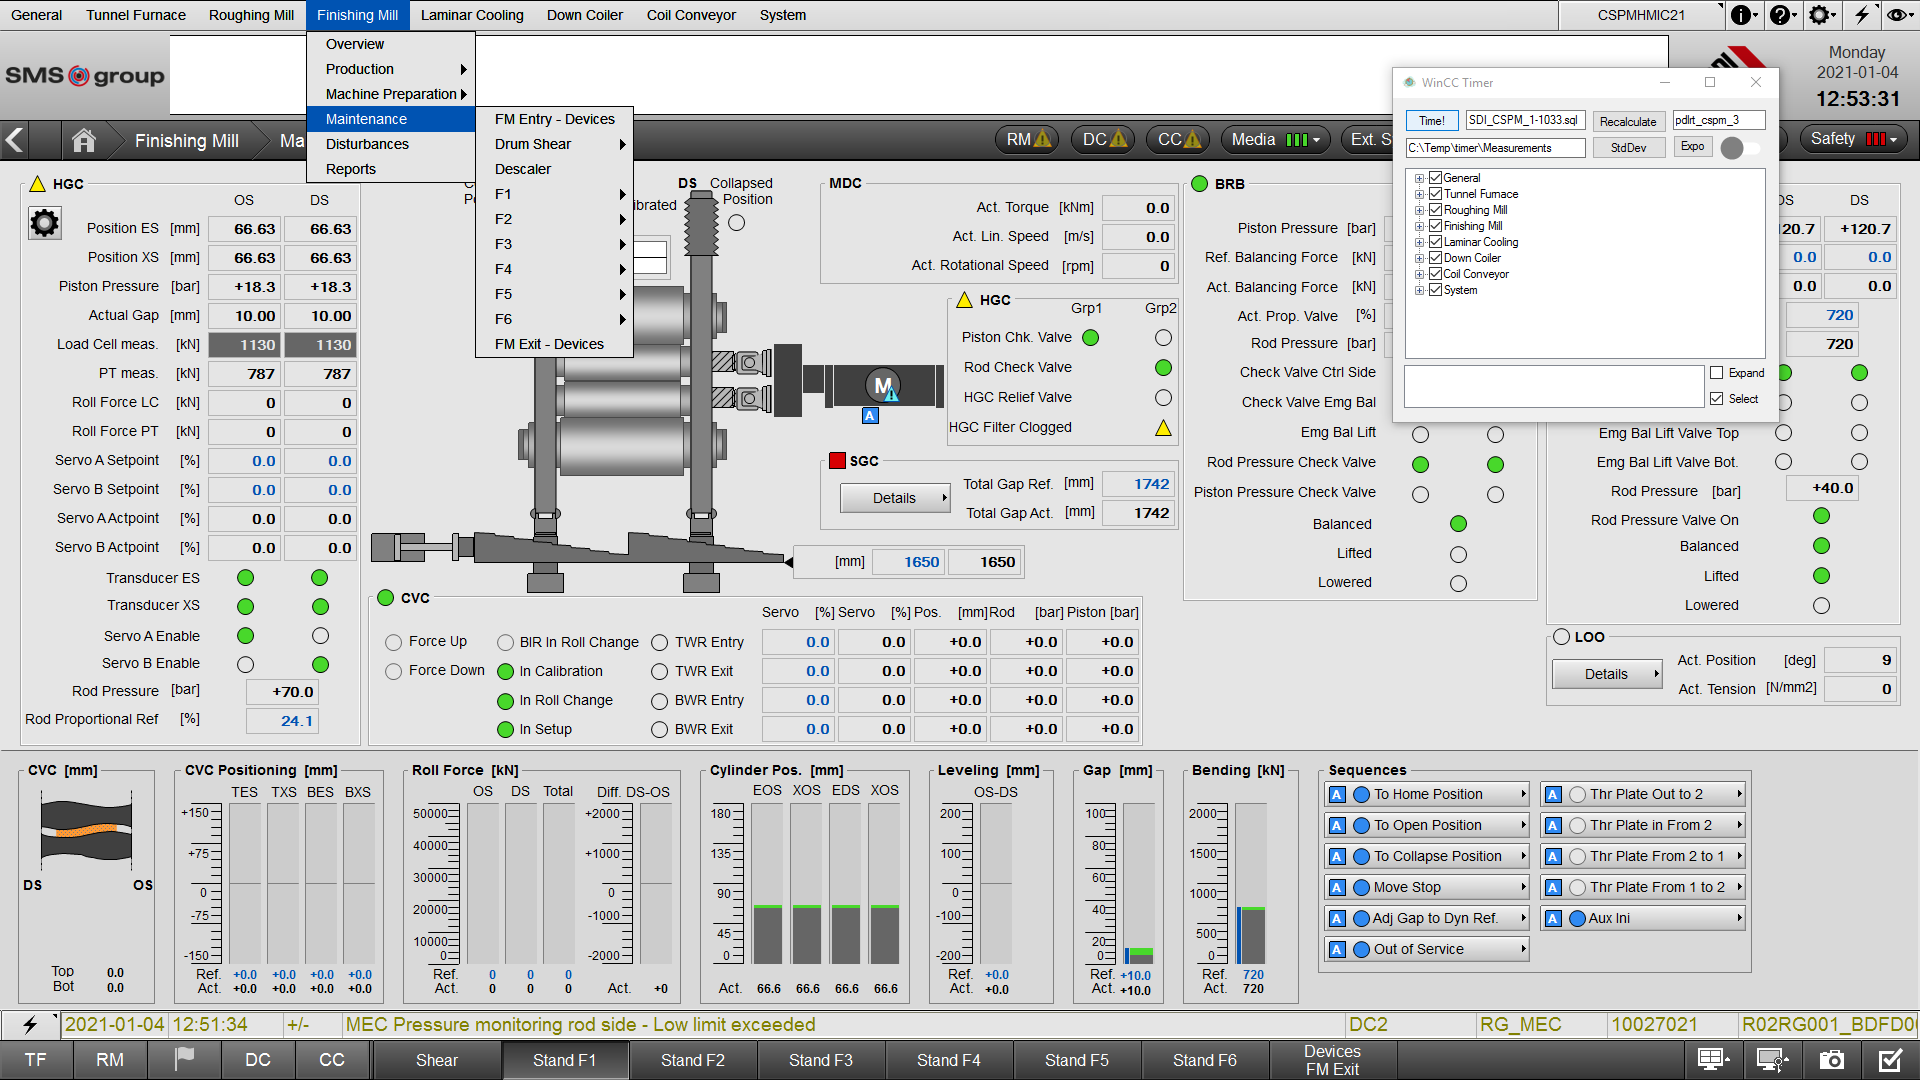 General Tunnel Furnace Roughing Mill Finishing Mill Laminar Cooling Down Coiler Coil Conveyor System CSPMHMIC21
SMS group
Monday
2021-01-04
12:53:31
Overview
Production
Machine Preparation
Maintenance
Disturbances
Reports
FM Entry - Devices
Drum Shear
Descaler
F1
F2
F3
F4
F5
F6
FM Exit - Devices
Finishing Mill
RM DC CC Media Ext. S Safety
WinCC Timer
Time! SDI_CSPM_1-1033.sql Recalculate pdlrt_cspm_3
C:\Temp\timer\Measurements StdDev Expo
General
Tunnel Furnace
Roughing Mill
Finishing Mill
Laminar Cooling
Down Coiler
Coil Conveyor
System
Expand
Select
HGC
OS DS
Position ES [mm] 66.63 66.63
Position XS [mm] 66.63 66.63
Piston Pressure [bar] +18.3 +18.3
Actual Gap [mm] 10.00 10.00
Load Cell meas. [kN] 1130 1130
PT meas. [kN] 787 787
Roll Force LC [kN] 0 0
Roll Force PT [kN] 0 0
Servo A Setpoint [%] 0.0 0.0
Servo B Setpoint [%] 0.0 0.0
Servo A Actpoint [%] 0.0 0.0
Servo B Actpoint [%] 0.0 0.0
Transducer ES
Transducer XS
Servo A Enable
Servo B Enable
Rod Pressure [bar] +70.0
Rod Proportional Ref [%] 24.1
DS Collapsed
Position
MDC
Act. Torque [kNm] 0.0
Act. Lin. Speed [m/s] 0.0
Act. Rotational Speed [rpm] 0
M
A
HGC
Grp1 Grp2
Piston Chk. Valve
Rod Check Valve
HGC Relief Valve
HGC Filter Clogged
SGC
Details
Total Gap Ref. [mm] 1742
Total Gap Act. [mm] 1742
[mm] 1650 1650
BRB
Piston Pressure [bar]
Ref. Balancing Force [kN]
Act. Balancing Force [kN]
Act. Prop. Valve [%]
Rod Pressure [bar]
Check Valve Ctrl Side
Check Valve Emg Bal
Emg Bal Lift
Rod Pressure Check Valve
Piston Pressure Check Valve
Balanced
Lifted
Lowered
DS
+120.7
0.0 0.0
0.0 0.0
720
720
Emg Bal Lift Valve Top
Emg Bal Lift Valve Bot.
Rod Pressure [bar] +40.0
Rod Pressure Valve On
Balanced
Lifted
Lowered
LOO
Details
Act. Position [deg] 9
Act. Tension [N/mm2] 0
CVC
Servo [%] Servo [%] Pos. [mm] Rod [bar] Piston [bar]
Force Up BIR In Roll Change TWR Entry 0.0 0.0 +0.0 +0.0 +0.0
Force Down In Calibration TWR Exit 0.0 0.0 +0.0 +0.0 +0.0
In Roll Change BWR Entry 0.0 0.0 +0.0 +0.0 +0.0
In Setup BWR Exit 0.0 0.0 +0.0 +0.0 +0.0
CVC [mm]
DS OS
Top 0.0
Bot 0.0
CVC Positioning [mm]
TES TXS BES BXS
+150
+75
0
-75
-150
Ref. +0.0 +0.0 +0.0 +0.0
Act. +0.0 +0.0 +0.0 +0.0
Roll Force [kN]
OS DS Total Diff. DS-OS
50000
40000
30000
20000
10000
0
+2000
+1000
0
-1000
-2000
Ref. 0 0 0
Act. 0 0 0 Act. +0
Cylinder Pos. [mm]
EOS XOS EDS XOS
180
135
90
45
0
Act. 66.6 66.6 66.6 66.6
Leveling [mm]
OS-DS
200
100
0
-100
-200
Ref. +0.0
Act. +0.0
Gap [mm]
100
80
60
40
20
0
Ref. +10.0
Act. +10.0
Bending [kN]
2000
1500
1000
500
0
Ref. 720
Act. 720
Sequences
A To Home Position A Thr Plate Out to 2
A To Open Position A Thr Plate in From 2
A To Collapse Position A Thr Plate From 2 to 1
A Move Stop A Thr Plate From 1 to 2
A Adj Gap to Dyn Ref. A Aux Ini
A Out of Service
2021-01-04 12:51:34 +/- MEC Pressure monitoring rod side - Low limit exceeded DC2 RG_MEC 10027021
TF RM DC CC Shear Stand F1 Stand F2 Stand F3 Stand F4 Stand F5 Stand F6 Devices
FM Exit